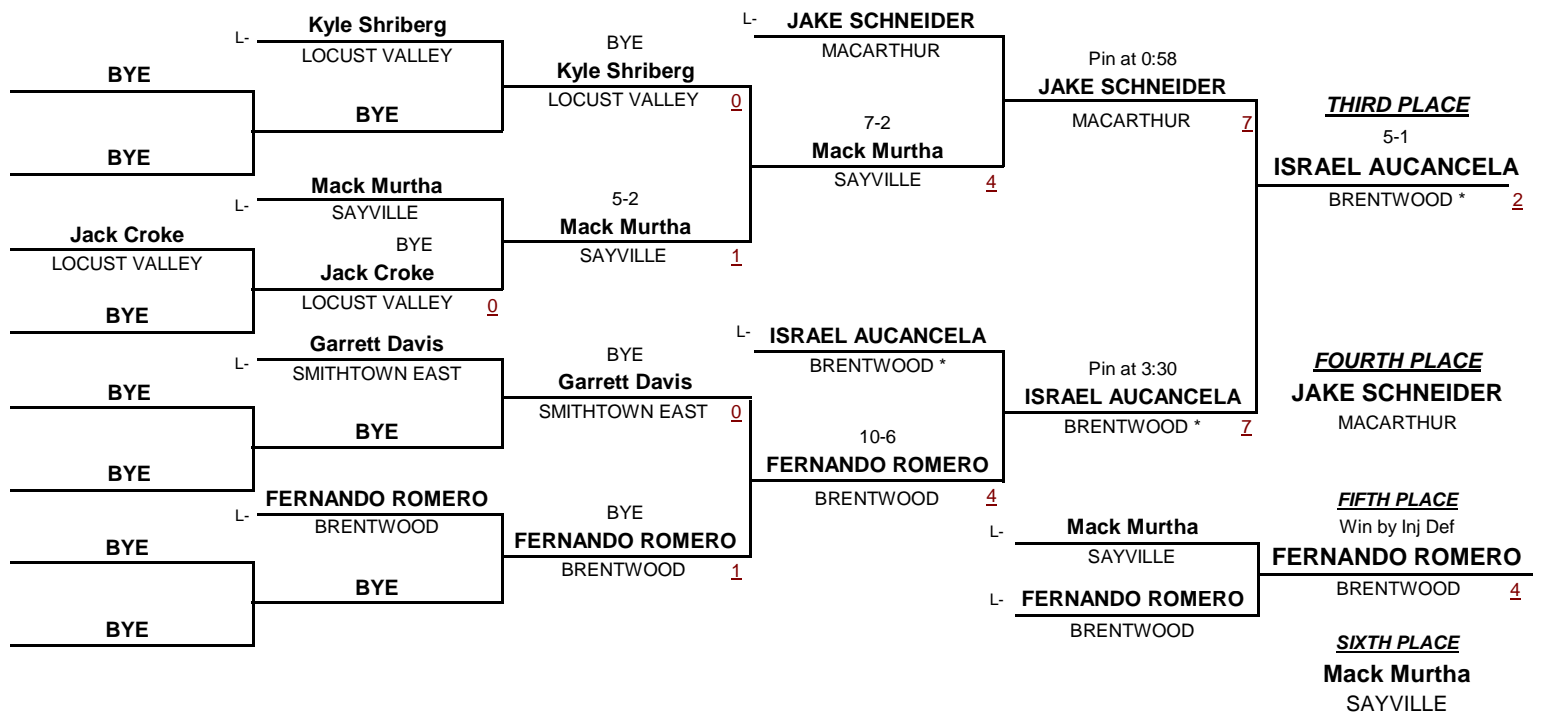 BYE
BYE
Jack Croke
LOCUST VALLEY
BYE
BYE
BYE
BYE
BYE
L- Kyle Shriberg
LOCUST VALLEY
BYE
L- Mack Murtha
SAYVILLE
BYE
Jack Croke
LOCUST VALLEY 0
L- Garrett Davis
SMITHTOWN EAST
BYE
L- FERNANDO ROMERO
BRENTWOOD
BYE
BYE
Kyle Shriberg
LOCUST VALLEY 0
5-2
Mack Murtha
SAYVILLE 1
BYE
Garrett Davis
SMITHTOWN EAST 0
BYE
FERNANDO ROMERO
BRENTWOOD 1
L- JAKE SCHNEIDER
MACARTHUR
7-2
Mack Murtha
SAYVILLE 4
L- ISRAEL AUCANCELA
BRENTWOOD *
10-6
FERNANDO ROMERO
BRENTWOOD 4
Pin at 0:58
JAKE SCHNEIDER
MACARTHUR 7
Pin at 3:30
ISRAEL AUCANCELA
BRENTWOOD * 7
L- Mack Murtha
SAYVILLE
L- FERNANDO ROMERO
BRENTWOOD
THIRD PLACE
5-1
ISRAEL AUCANCELA
BRENTWOOD * 2
FOURTH PLACE
JAKE SCHNEIDER
MACARTHUR
FIFTH PLACE
Win by Inj Def
FERNANDO ROMERO
BRENTWOOD 4
SIXTH PLACE
Mack Murtha
SAYVILLE